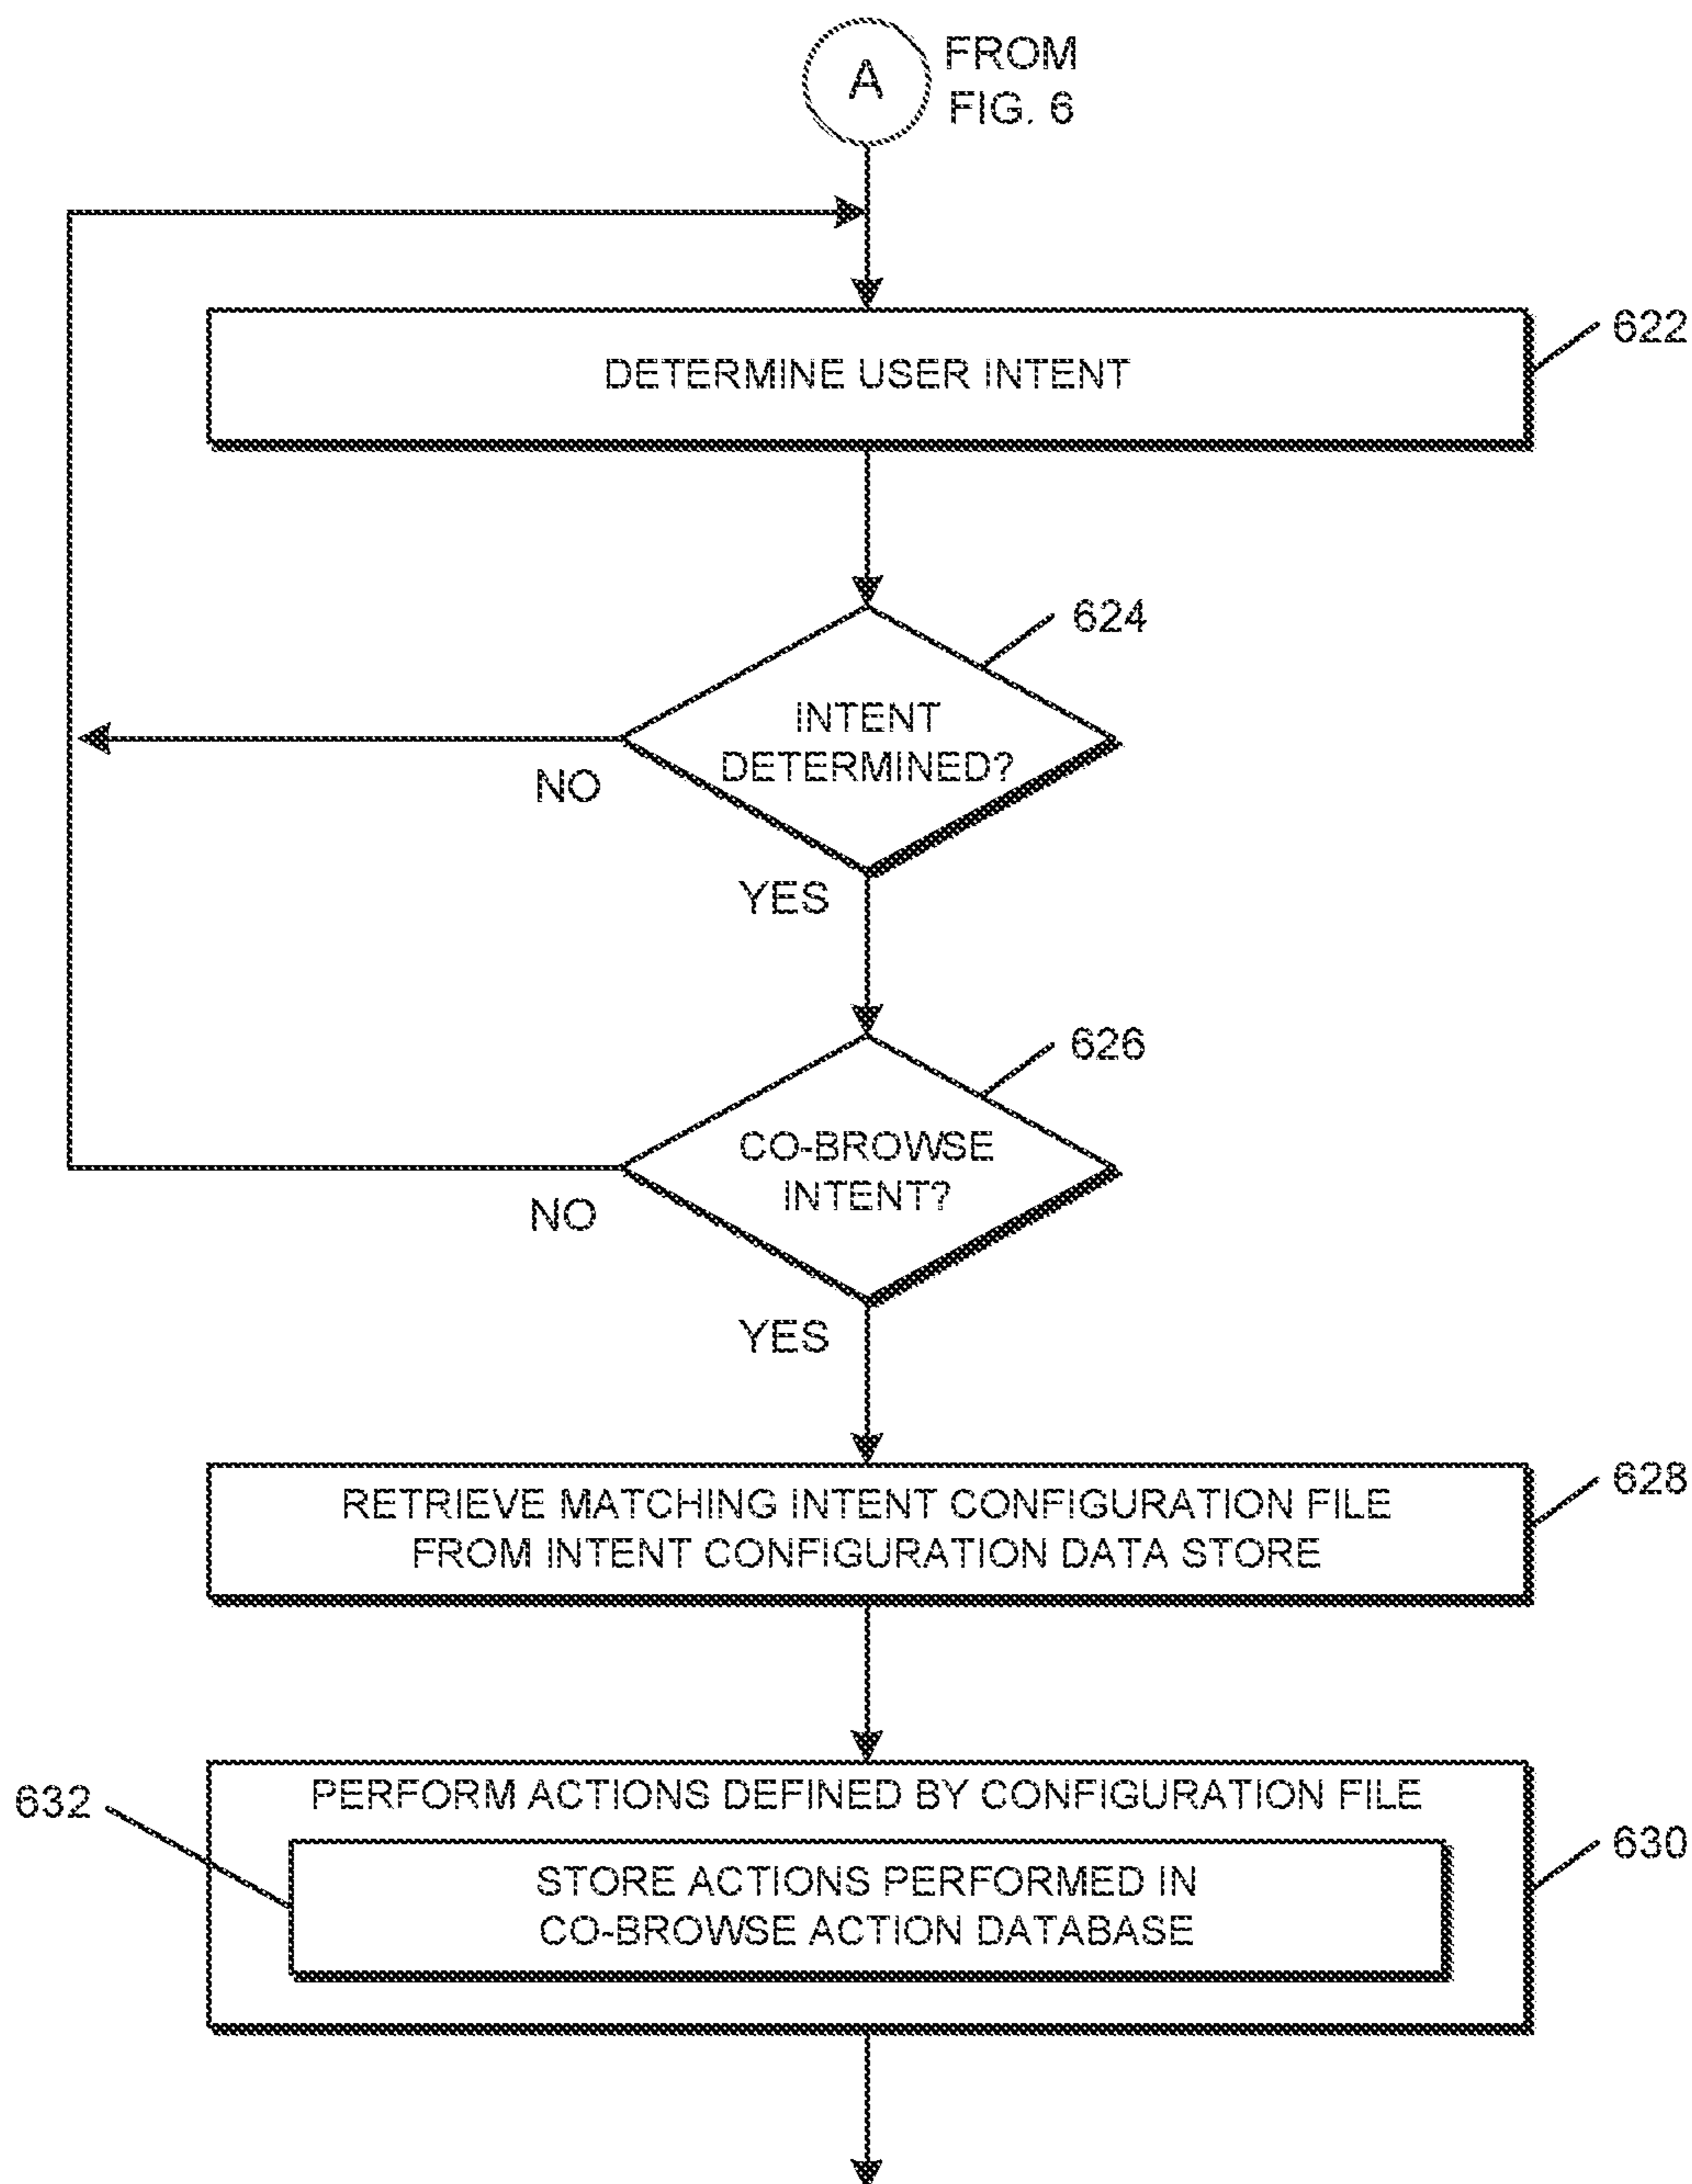 A
FROM
FIG. 6
622
DETERMINE USER INTENT
624
INTENT
DETERMINED?
NO
YES
626
CO-BROWSE
INTENT?
NO
YES
628
RETRIEVE MATCHING INTENT CONFIGURATION FILE
FROM INTENT CONFIGURATION DATA STORE
632
PERFORM ACTIONS DEFINED BY CONFIGURATION FILE
630
STORE ACTIONS PERFORMED IN
CO-BROWSE ACTION DATABASE